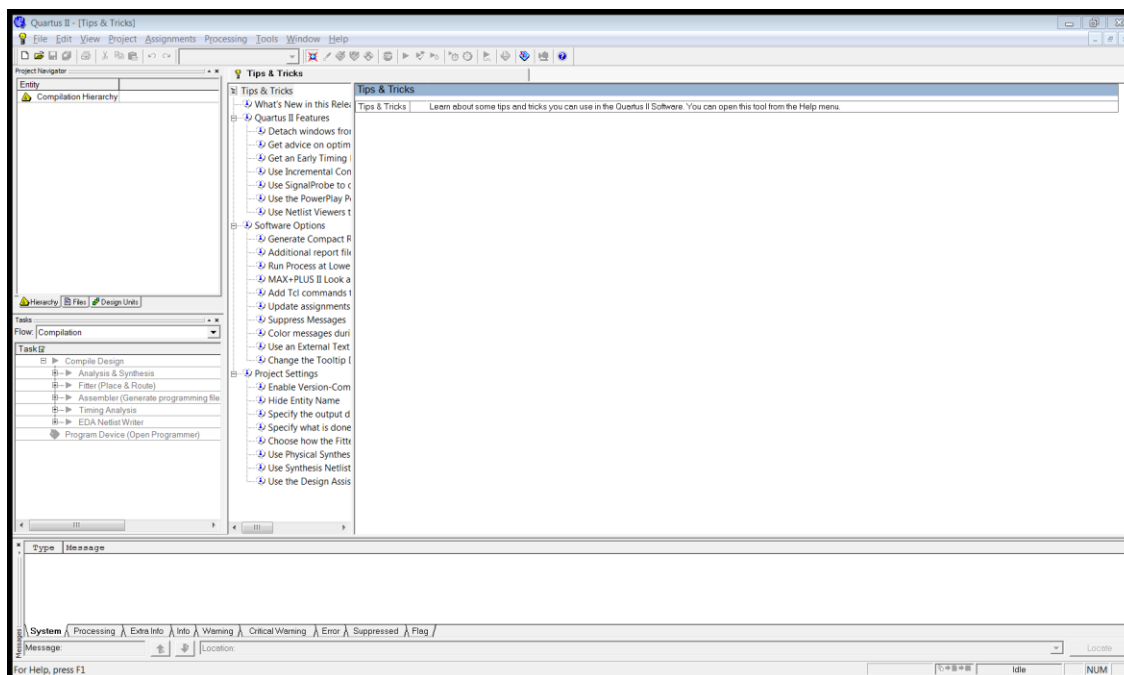 Quartus II - [Tips & Tricks]
File Edit View Project Assignments Processing Tools Window Help
Project Navigator
Entity
Compilation Hierarchy
Hierarchy Files Design Units
Tasks
Flow: Compilation
Task
Compile Design
Analysis & Synthesis
Fitter (Place & Route)
Assembler (Generate programming file
Timing Analysis
EDA Netlist Writer
Program Device (Open Programmer)
Tips & Tricks
Tips & Tricks
What's New in this Relea
Quartus II Features
Detach windows from
Get advice on optim
Get an Early Timing
Use Incremental Con
Use SignalProbe to c
Use the PowerPlay P
Use Netlist Viewers t
Software Options
Generate Compact R
Additional report file
Run Process at Lowe
MAX+PLUS II Look a
Add Tcl commands t
Update assignments
Suppress Messages
Color messages duri
Use an External Text
Change the Tooltip D
Project Settings
Enable Version-Com
Hide Entity Name
Specify the output d
Specify what is done
Choose how the Fitte
Use Physical Synthes
Use Synthesis Netlist
Use the Design Assis
Tips & Tricks
Tips & Tricks Learn about some tips and tricks you can use in the Quartus II Software. You can open this tool from the Help menu.
Type Message
System Processing Extra Info Info Warning Critical Warning Error Suppressed Flag
Messages
Message: Location: Locate
For Help, press F1 Idle NUM